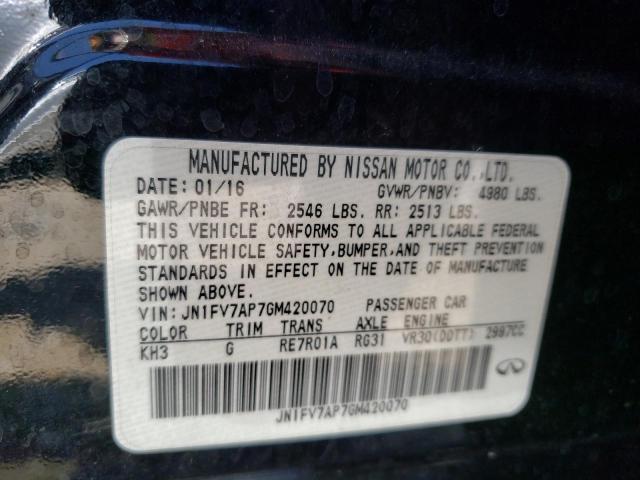 MANUFACTURED BY NISSAN MOTOR CO.,LTD.
DATE: 01/16 GVWR/PNBV: 4980 LBS.
GAWR/PNBE FR: 2546 LBS. RR: 2513 LBS.
THIS VEHICLE CONFORMS TO ALL APPLICABLE FEDERAL
MOTOR VEHICLE SAFETY,BUMPER,AND THEFT PREVENTION
STANDARDS IN EFFECT ON THE DATE OF MANUFACTURE
SHOWN ABOVE.
VIN: JN1FV7AP7GM420070 PASSENGER CAR
COLOR TRIM TRANS AXLE ENGINE
KH3 G RE7R01A RG31 VR30(DDTT) 2997CC
JN1FV7AP7GM420070